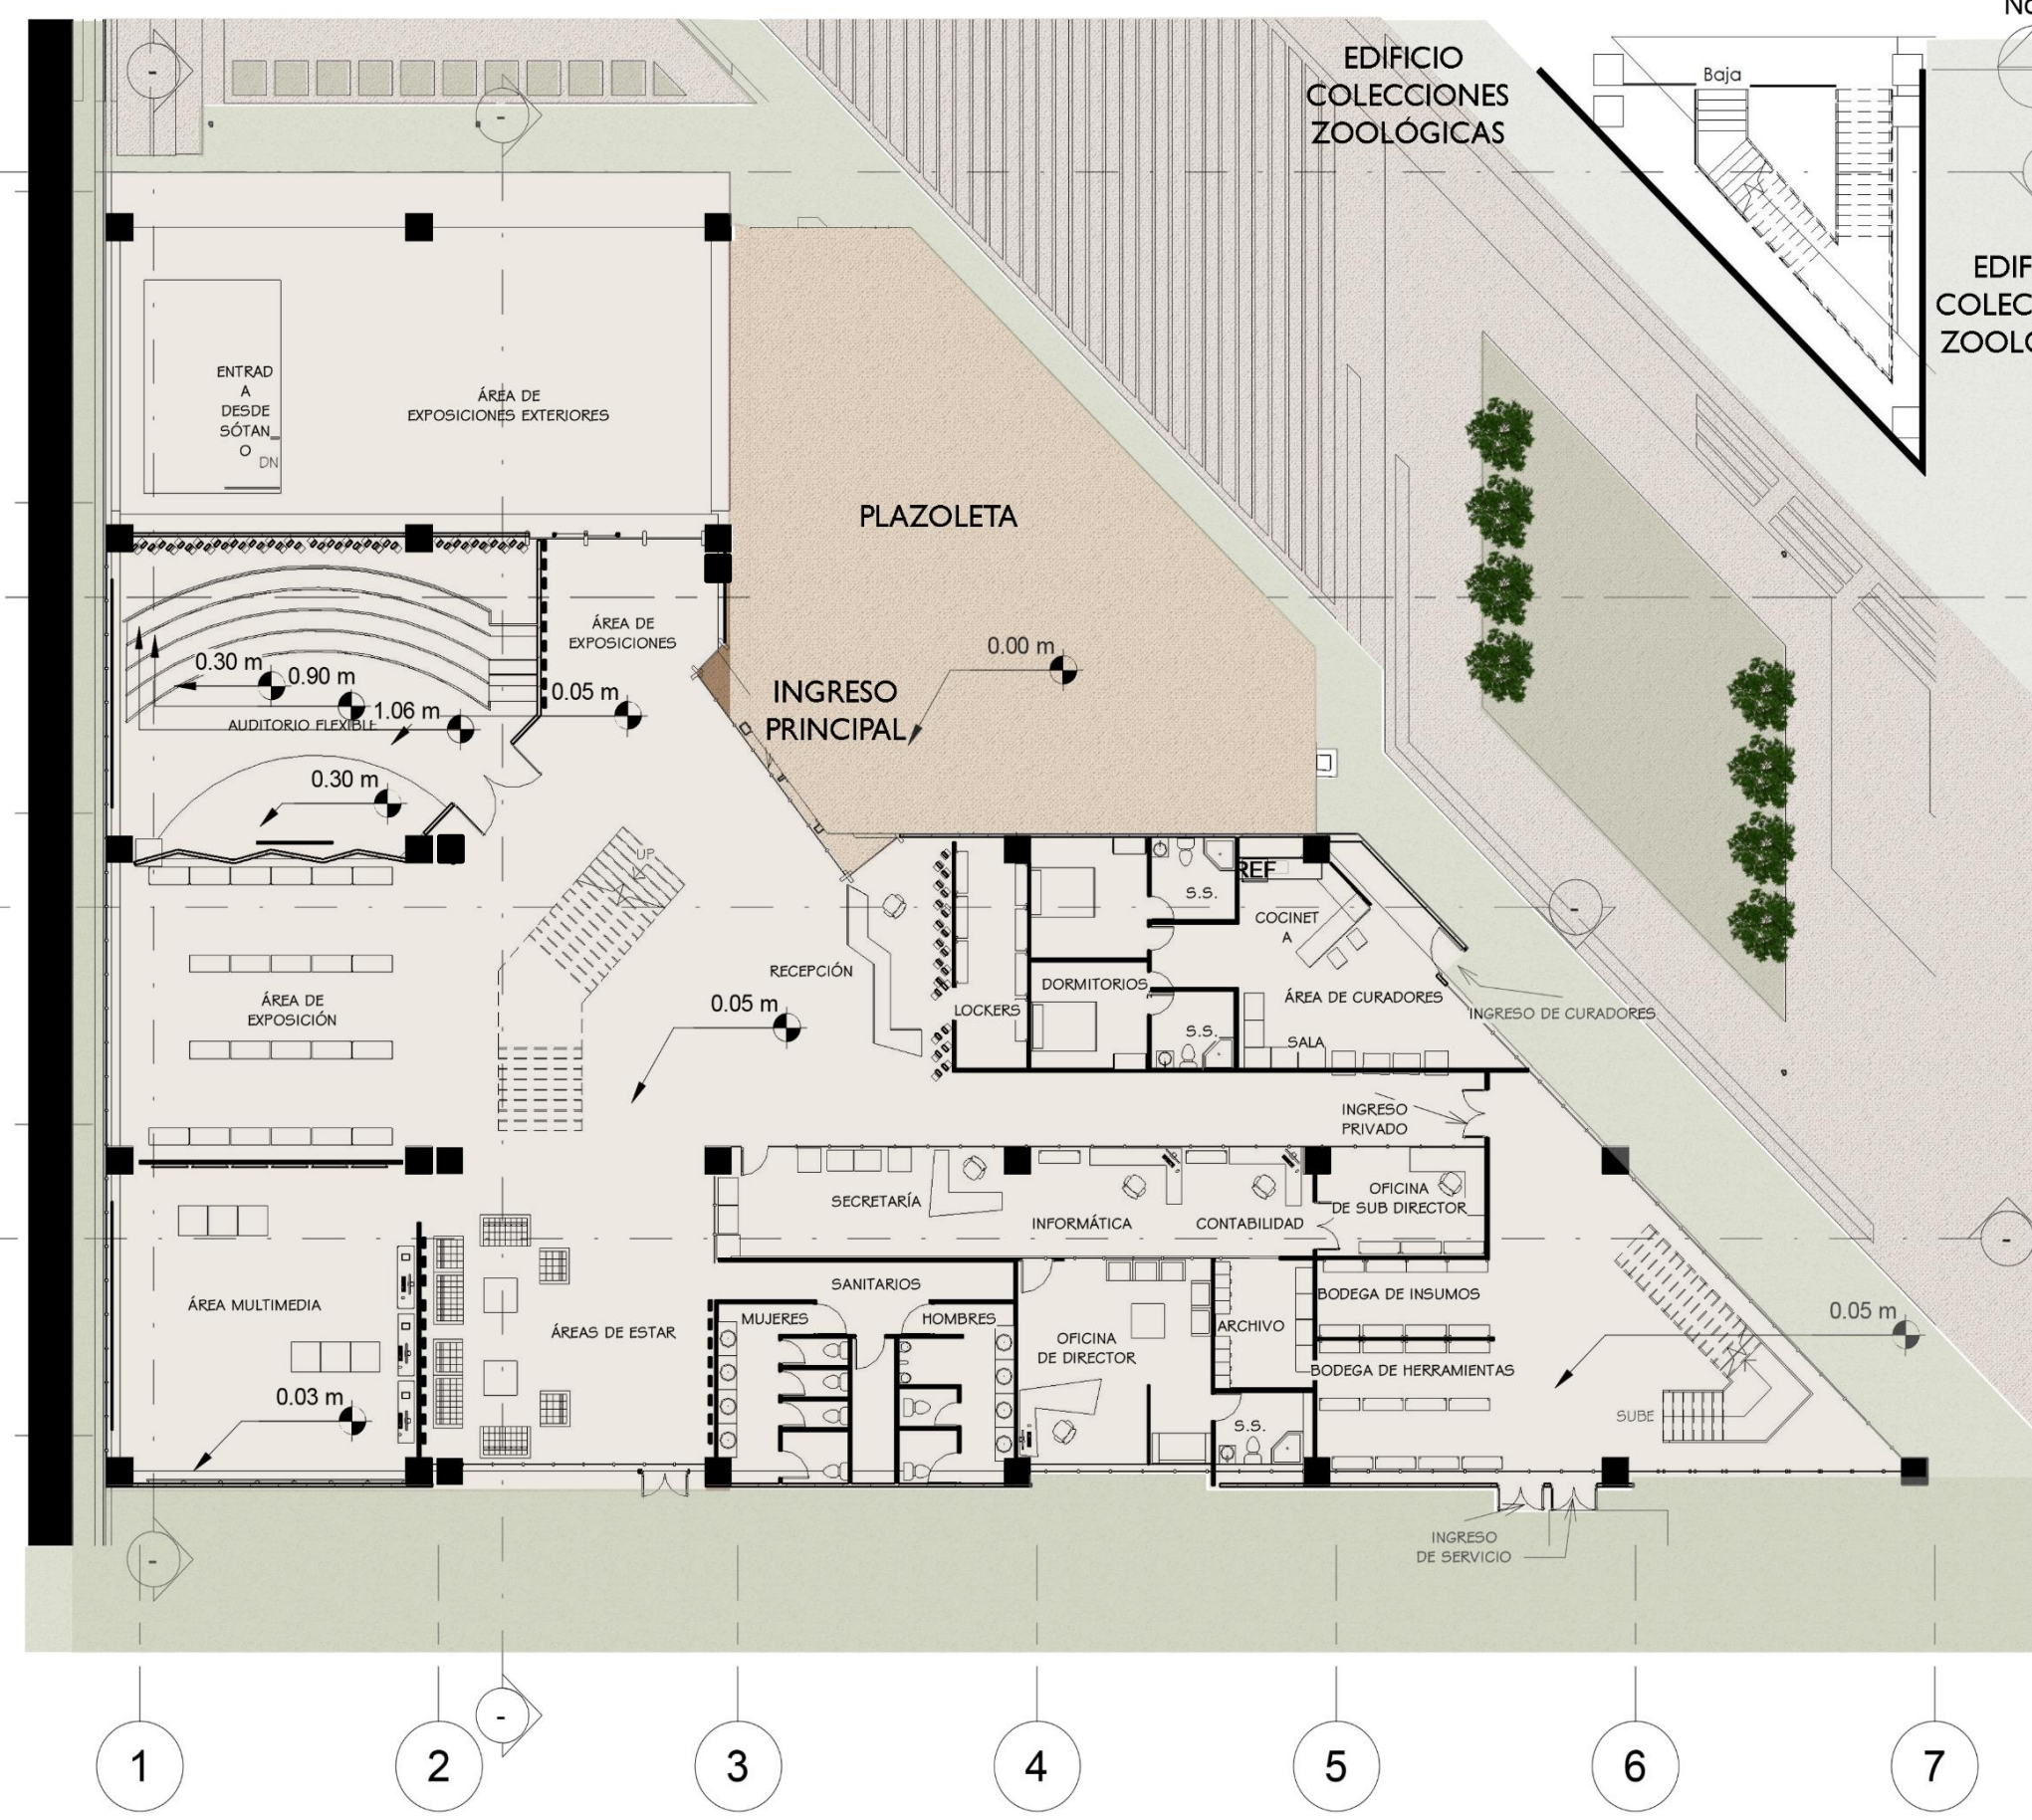 EDIFICIO
COLECCIONES
ZOOLÓGICAS
Baja
ENTRAD
A
DESDE
SÓTAN
O
DN
ÁREA DE
EXPOSICIONES EXTERIORES
PLAZOLETA
ÁREA DE
EXPOSICIONES
0.00 m
INGRESO
PRINCIPAL
0.30 m
0.90 m
1.06 m
0.05 m
AUDITORIO FLEXIBLE
0.30 m
UP
REF
S.S.
COCINET
A
RECEPCIÓN
DORMITORIOS
LOCKERS
ÁREA DE CURADORES
INGRESO DE CURADORES
ÁREA DE
EXPOSICIÓN
0.05 m
S.S.
SALA
INGRESO
PRIVADO
SECRETARÍA
INFORMÁTICA
CONTABILIDAD
OFICINA
DE SUB DIRECTOR
SANITARIOS
MUJERES
HOMBRES
ÁREA MULTIMEDIA
ÁREAS DE ESTAR
OFICINA
DE DIRECTOR
ARCHIVO
BODEGA DE INSUMOS
BODEGA DE HERRAMIENTAS
0.05 m
0.03 m
S.S.
SUBE
INGRESO
DE SERVICIO
1
2
3
4
5
6
7